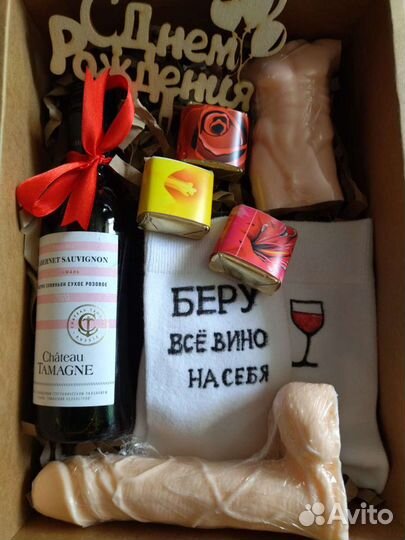 С Днем
Рождения
БЕРУ
ВСЁ ВИНО
НА СЕБЯ
CABERNET SAUVIGNON
Château
TAMAGNE
Avito